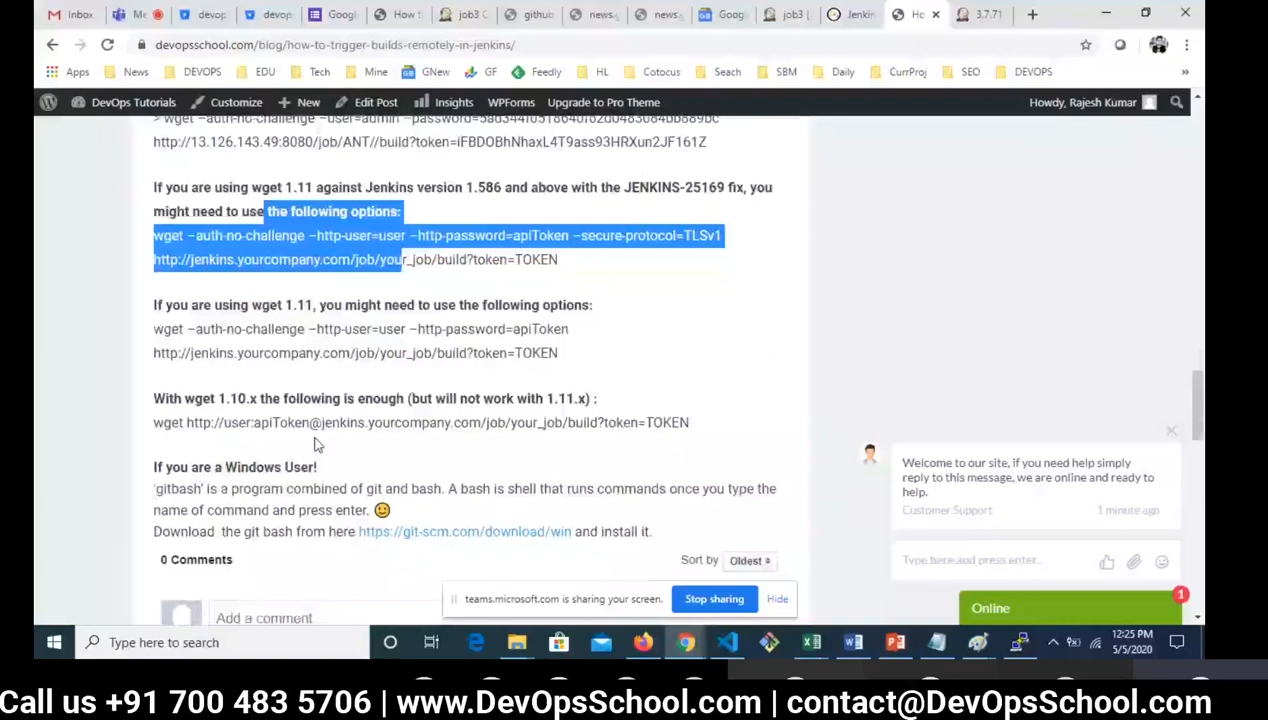 Inbox
Me
devop
devop
Googl
How t
job3 C
github
news
news
Goog
job3 (
Jenkin
Ho
3.7.71
devopsschool.com/blog/how-to-trigger-builds-remotely-in-jenkins/
Apps News DEVOPS EDU Tech Mine GNew GF Feedly HL Cotocus Seach SBM Daily CurrProj SEO DEVOPS »
DevOps Tutorials Customize New Edit Post Insights WPForms Upgrade to Pro Theme Howdy, Rajesh Kumar
> wget –auth-no-challenge –user=admin
http://13.126.143.49:8080/job/ANT//build?token=iFBDOBhNhaxL4T9ass93HRXun2JF161Z
If you are using wget 1.11 against Jenkins version 1.586 and above with the JENKINS-25169 fix, you
might need to use the following options:
wget –auth-no-challenge –http-user=user –http-password=apiToken –secure-protocol=TLSv1
http://jenkins.yourcompany.com/job/your_job/build?token=TOKEN
If you are using wget 1.11, you might need to use the following options:
wget –auth-no-challenge –http-user=user –http-password=apiToken
http://jenkins.yourcompany.com/job/your_job/build?token=TOKEN
With wget 1.10.x the following is enough (but will not work with 1.11.x) :
wget http://user:apiToken@jenkins.yourcompany.com/job/your_job/build?token=TOKEN
If you are a Windows User!
'gitbash' is a program combined of git and bash. A bash is shell that runs commands once you type the
name of command and press enter.
Download the git bash from here https://git-scm.com/download/win and install it.
0 Comments
Sort by Oldest
Add a comment
Welcome to our site, if you need help simply
reply to this message, we are online and ready to
help.
Customer Support 1 minute ago
Type here and press enter..
1
Online
teams.microsoft.com is sharing your screen. Stop sharing Hide
Type here to search
12:25 PM
5/5/2020
Call us +91 700 483 5706 | www.DevOpsSchool.com | contact@DevOpsSchool.com